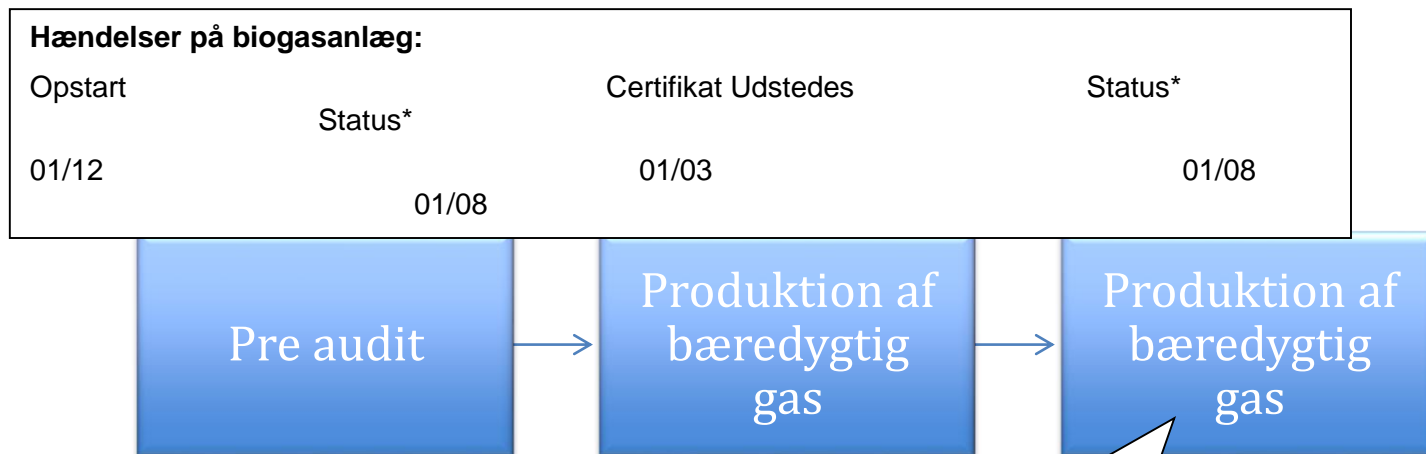 Hændelser på biogasanlæg:
Opstart Certifikat Udstedes Status*
Status*
01/12 01/03 01/08
01/08
Pre audit
Produktion af
bæredygtig
gas
Produktion af
bæredygtig
gas